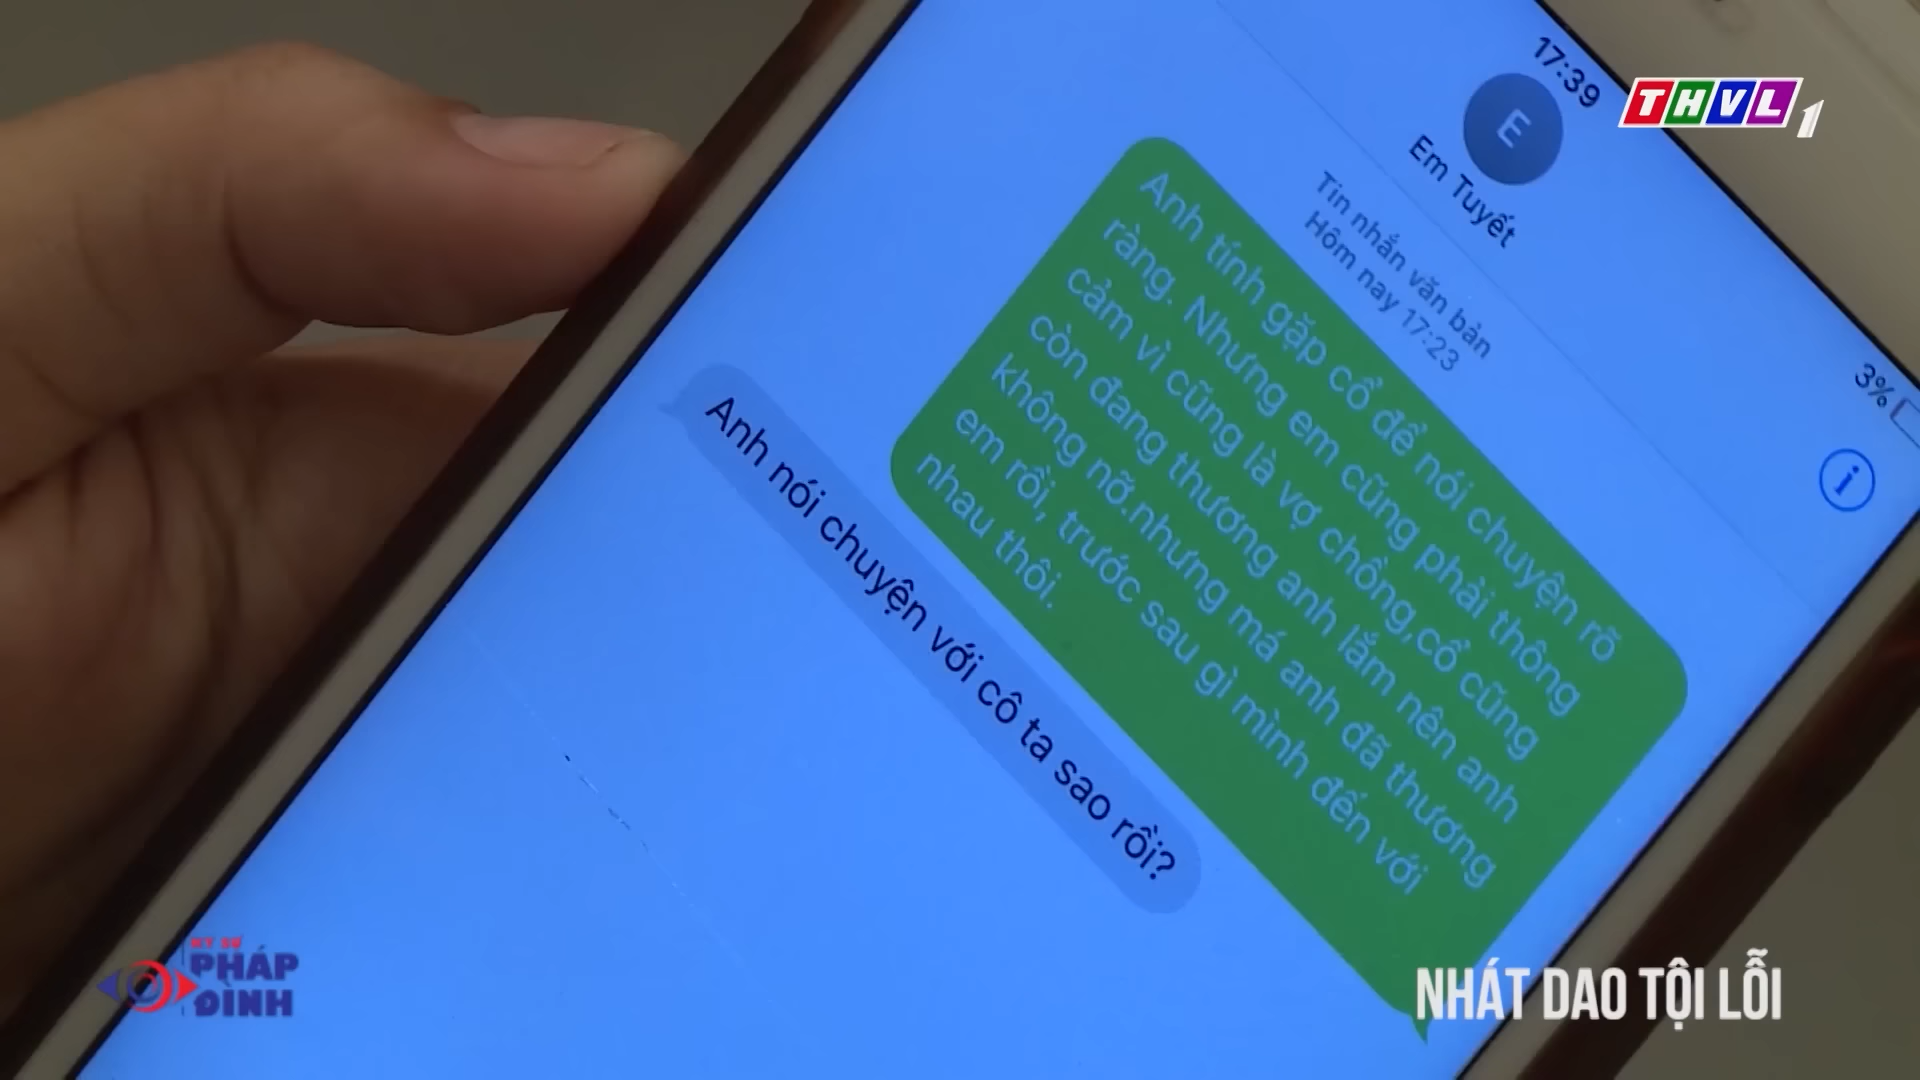 17:39
THVL1
3%
E
Em Tuyết
Tin nhắn văn bản
Hôm nay 17:23
Anh tính gặp cổ để nói chuyện rõ
ràng. Nhưng em cũng phải thông
cảm vì cũng là vợ chồng,cổ cũng
còn đang thương anh lắm nên anh
không nỡ.nhưng má anh đã thương
em rồi, trước sau gì mình đến với
nhau thôi.
Anh nói chuyện với cô ta sao rồi?
KÝ SỰ
PHÁP
ĐÌNH
NHÁT DAO TỘI LỖI